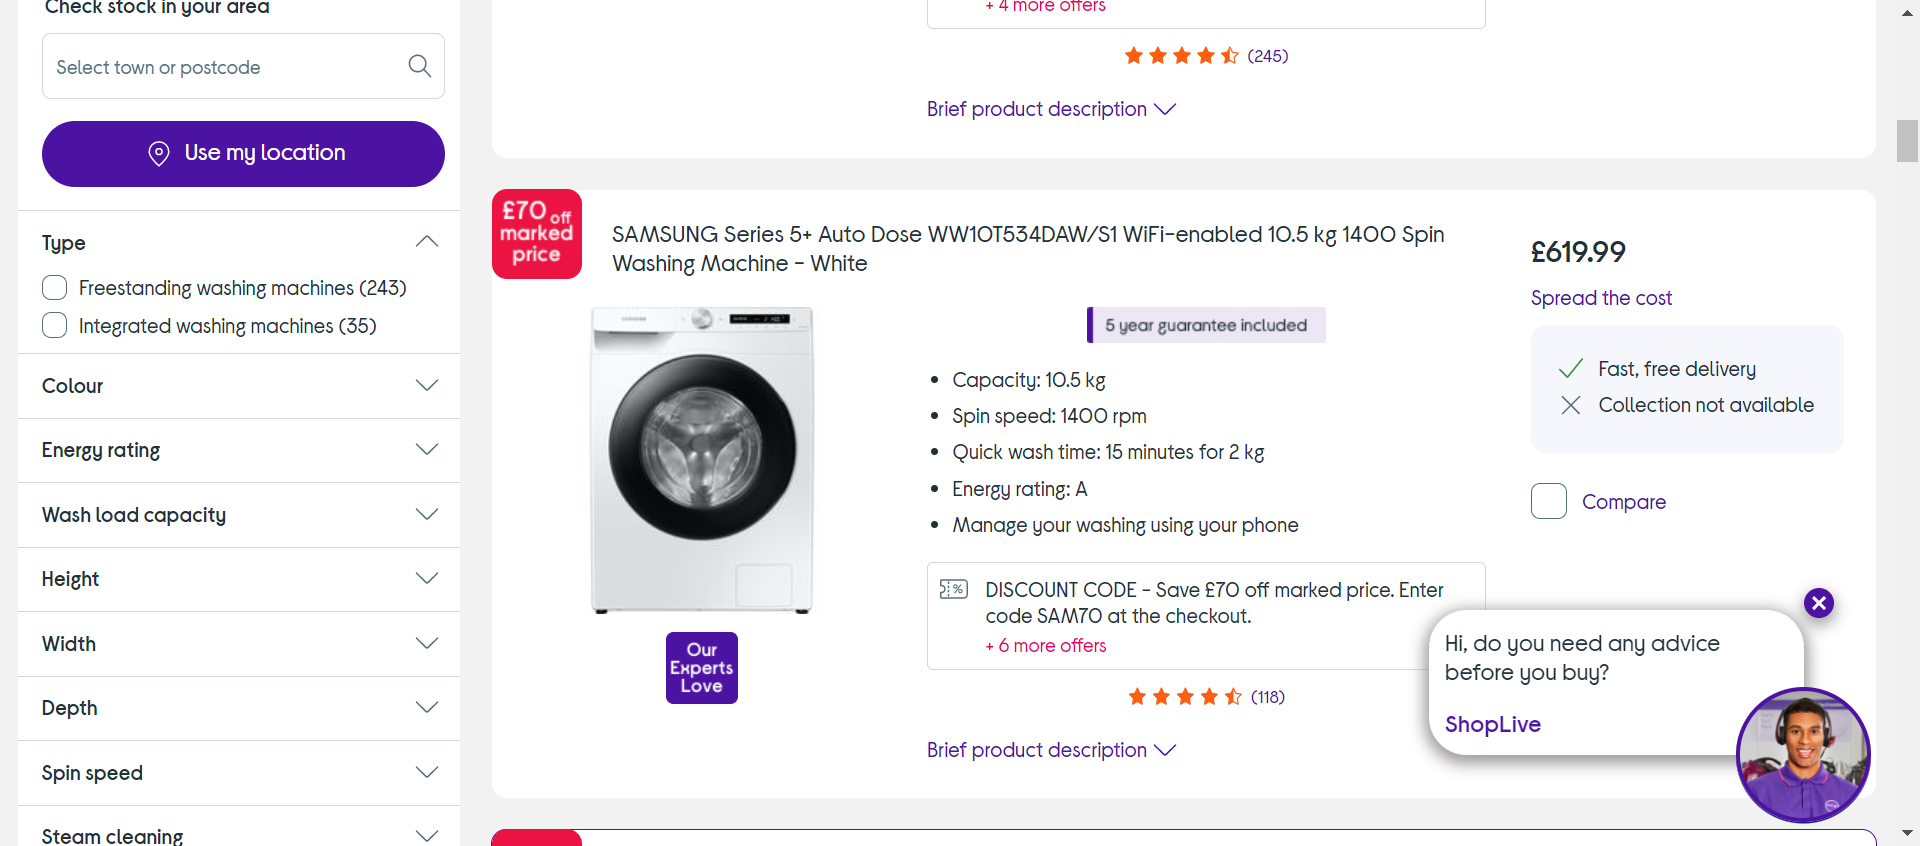 Check stock in your area
Select town or postcode
Use my location
Type
Freestanding washing machines (243)
Integrated washing machines (35)
Colour
Energy rating
Wash load capacity
Height
Width
Depth
Spin speed
Steam cleaning
+ 4 more offers
(245)
Brief product description
£70 off
marked
price
SAMSUNG Series 5+ Auto Dose WW10T534DAW/S1 WiFi-enabled 10.5 kg 1400 Spin
Washing Machine - White
SAMSUNG
Our
Experts
Love
5 year guarantee included
• Capacity: 10.5 kg
• Spin speed: 1400 rpm
• Quick wash time: 15 minutes for 2 kg
• Energy rating: A
• Manage your washing using your phone
DISCOUNT CODE - Save £70 off marked price. Enter
code SAM70 at the checkout.
+ 6 more offers
(118)
Brief product description
£619.99
Spread the cost
Fast, free delivery
Collection not available
Compare
Hi, do you need any advice
before you buy?
ShopLive